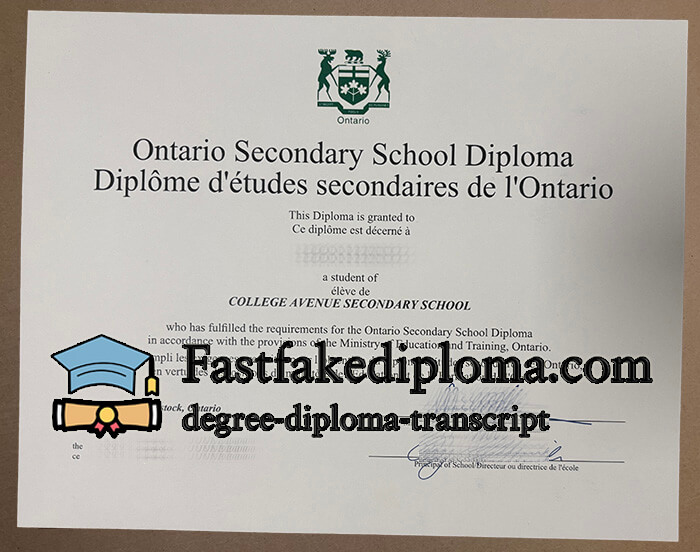 Ontario
Ontario Secondary School Diploma
Diplôme d'études secondaires de l'Ontario
This Diploma is granted to
Ce diplôme est décerné à
a student of
élève de
COLLEGE AVENUE SECONDARY SCHOOL
who has fulfilled the requirements for the Ontario Secondary School Diploma
in accordance with the provisions of the Ministry of Education and Training, Ontario.
Fastfakediploma.com
Ontario
degree-diploma-transcript
the
ce
Principal of School/Directeur ou directrice de l'école